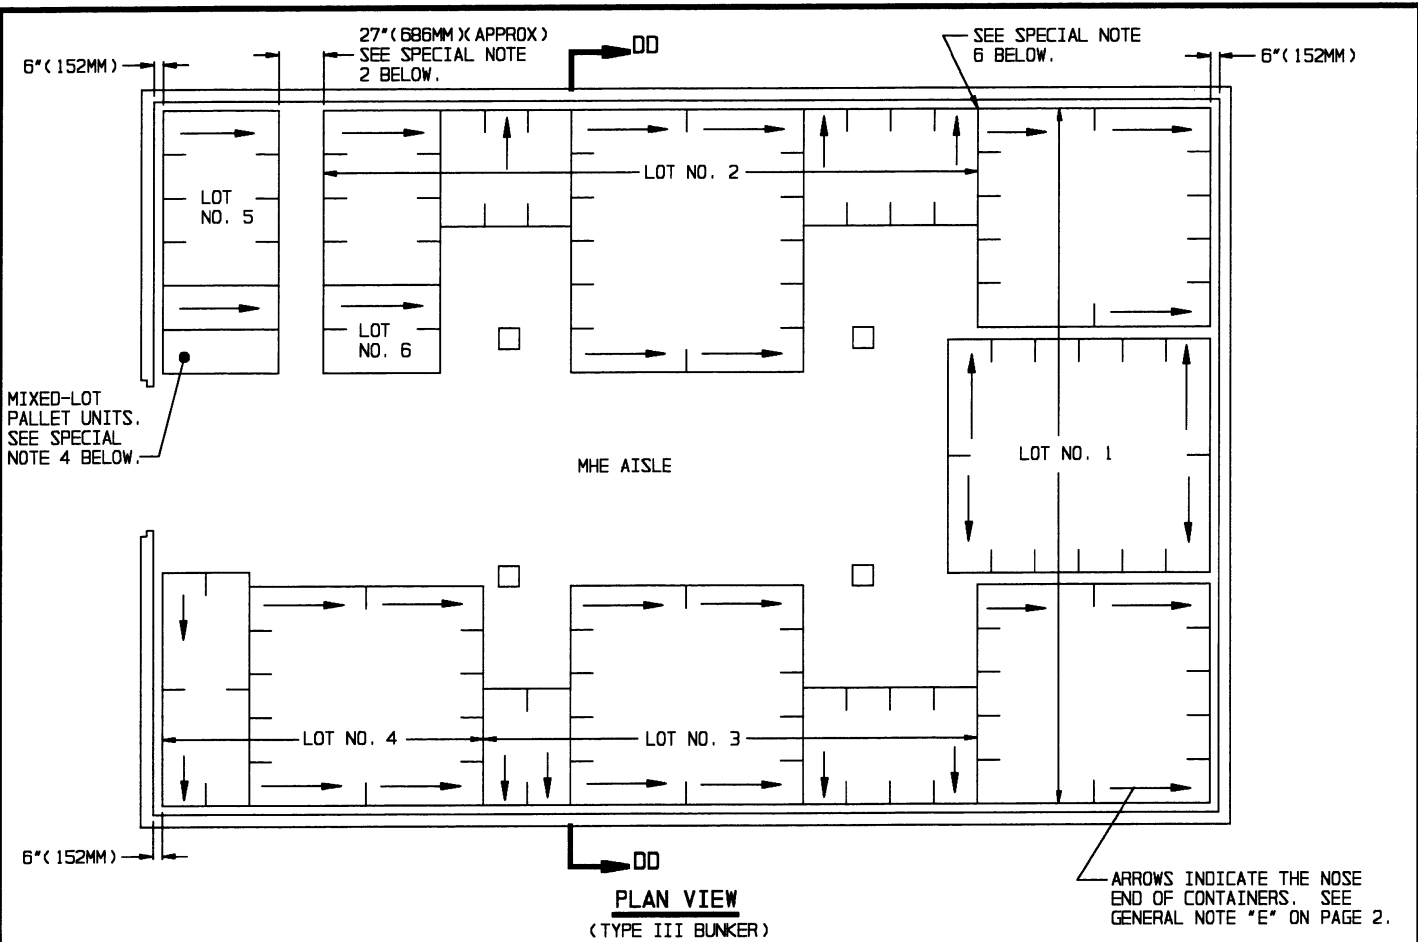 27"(686MM)(APPROX)
SEE SPECIAL NOTE
2 BELOW.
DD
SEE SPECIAL NOTE
6 BELOW.
6"(152MM)
6"(152MM)
LOT NO. 2
LOT
NO. 5
LOT
NO. 6
MIXED-LOT
PALLET UNITS.
SEE SPECIAL
NOTE 4 BELOW.
MHE AISLE
LOT NO. 1
LOT NO. 4
LOT NO. 3
6"(152MM)
DD
PLAN VIEW
(TYPE III BUNKER)
ARROWS INDICATE THE NOSE
END OF CONTAINERS. SEE
GENERAL NOTE "E" ON PAGE 2.